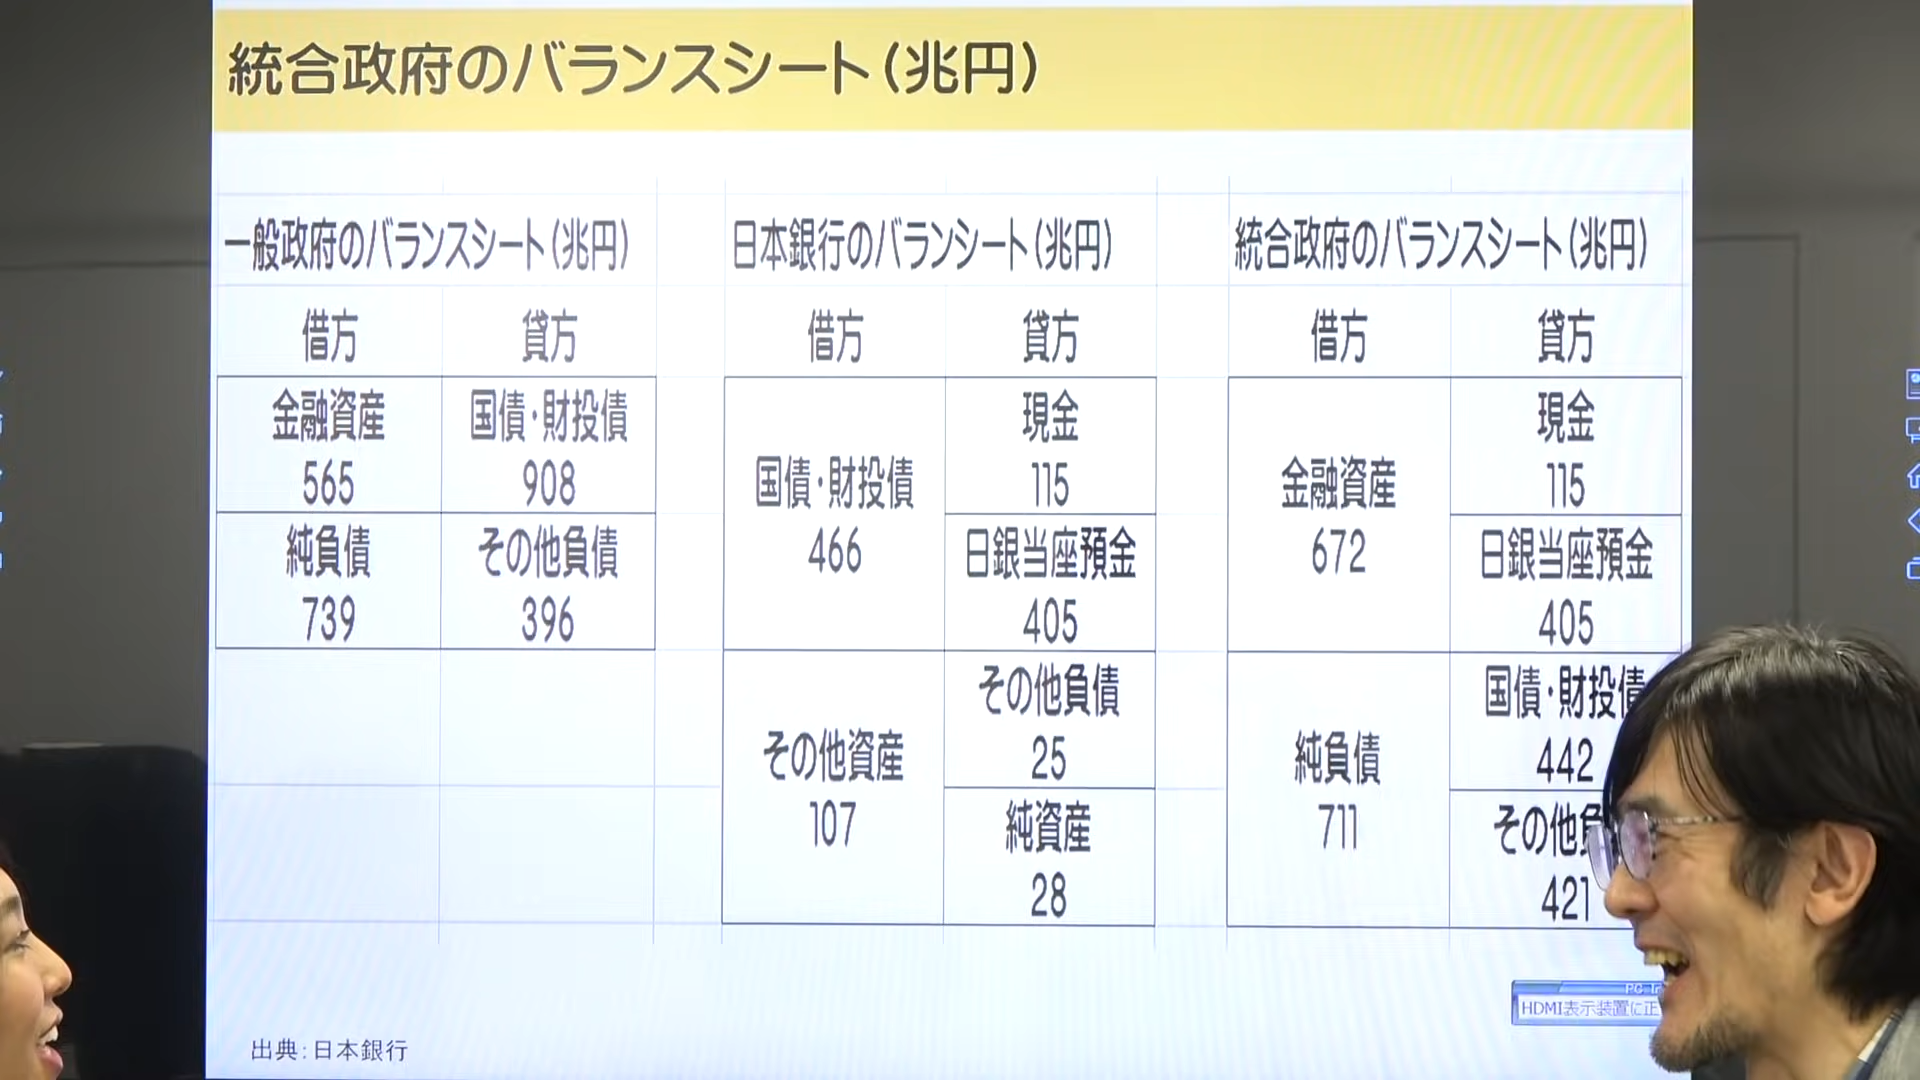 統合政府のバランスシート(兆円)
一般政府のバランスシート(兆円)
借方 貸方
金融資産 国債・財投債
565 908
純負債 その他負債
739 396
日本銀行のバランシート(兆円)
借方 貸方
国債・財投債
466
その他資産
107
現金
115
日銀当座預金
405
その他負債
25
純資産
28
統合政府のバランスシート(兆円)
借方 貸方
金融資産
672
純負債
711
現金
115
日銀当座預金
405
国債・財投債
442
その他
421
出典:日本銀行
HDMI表示装置に正